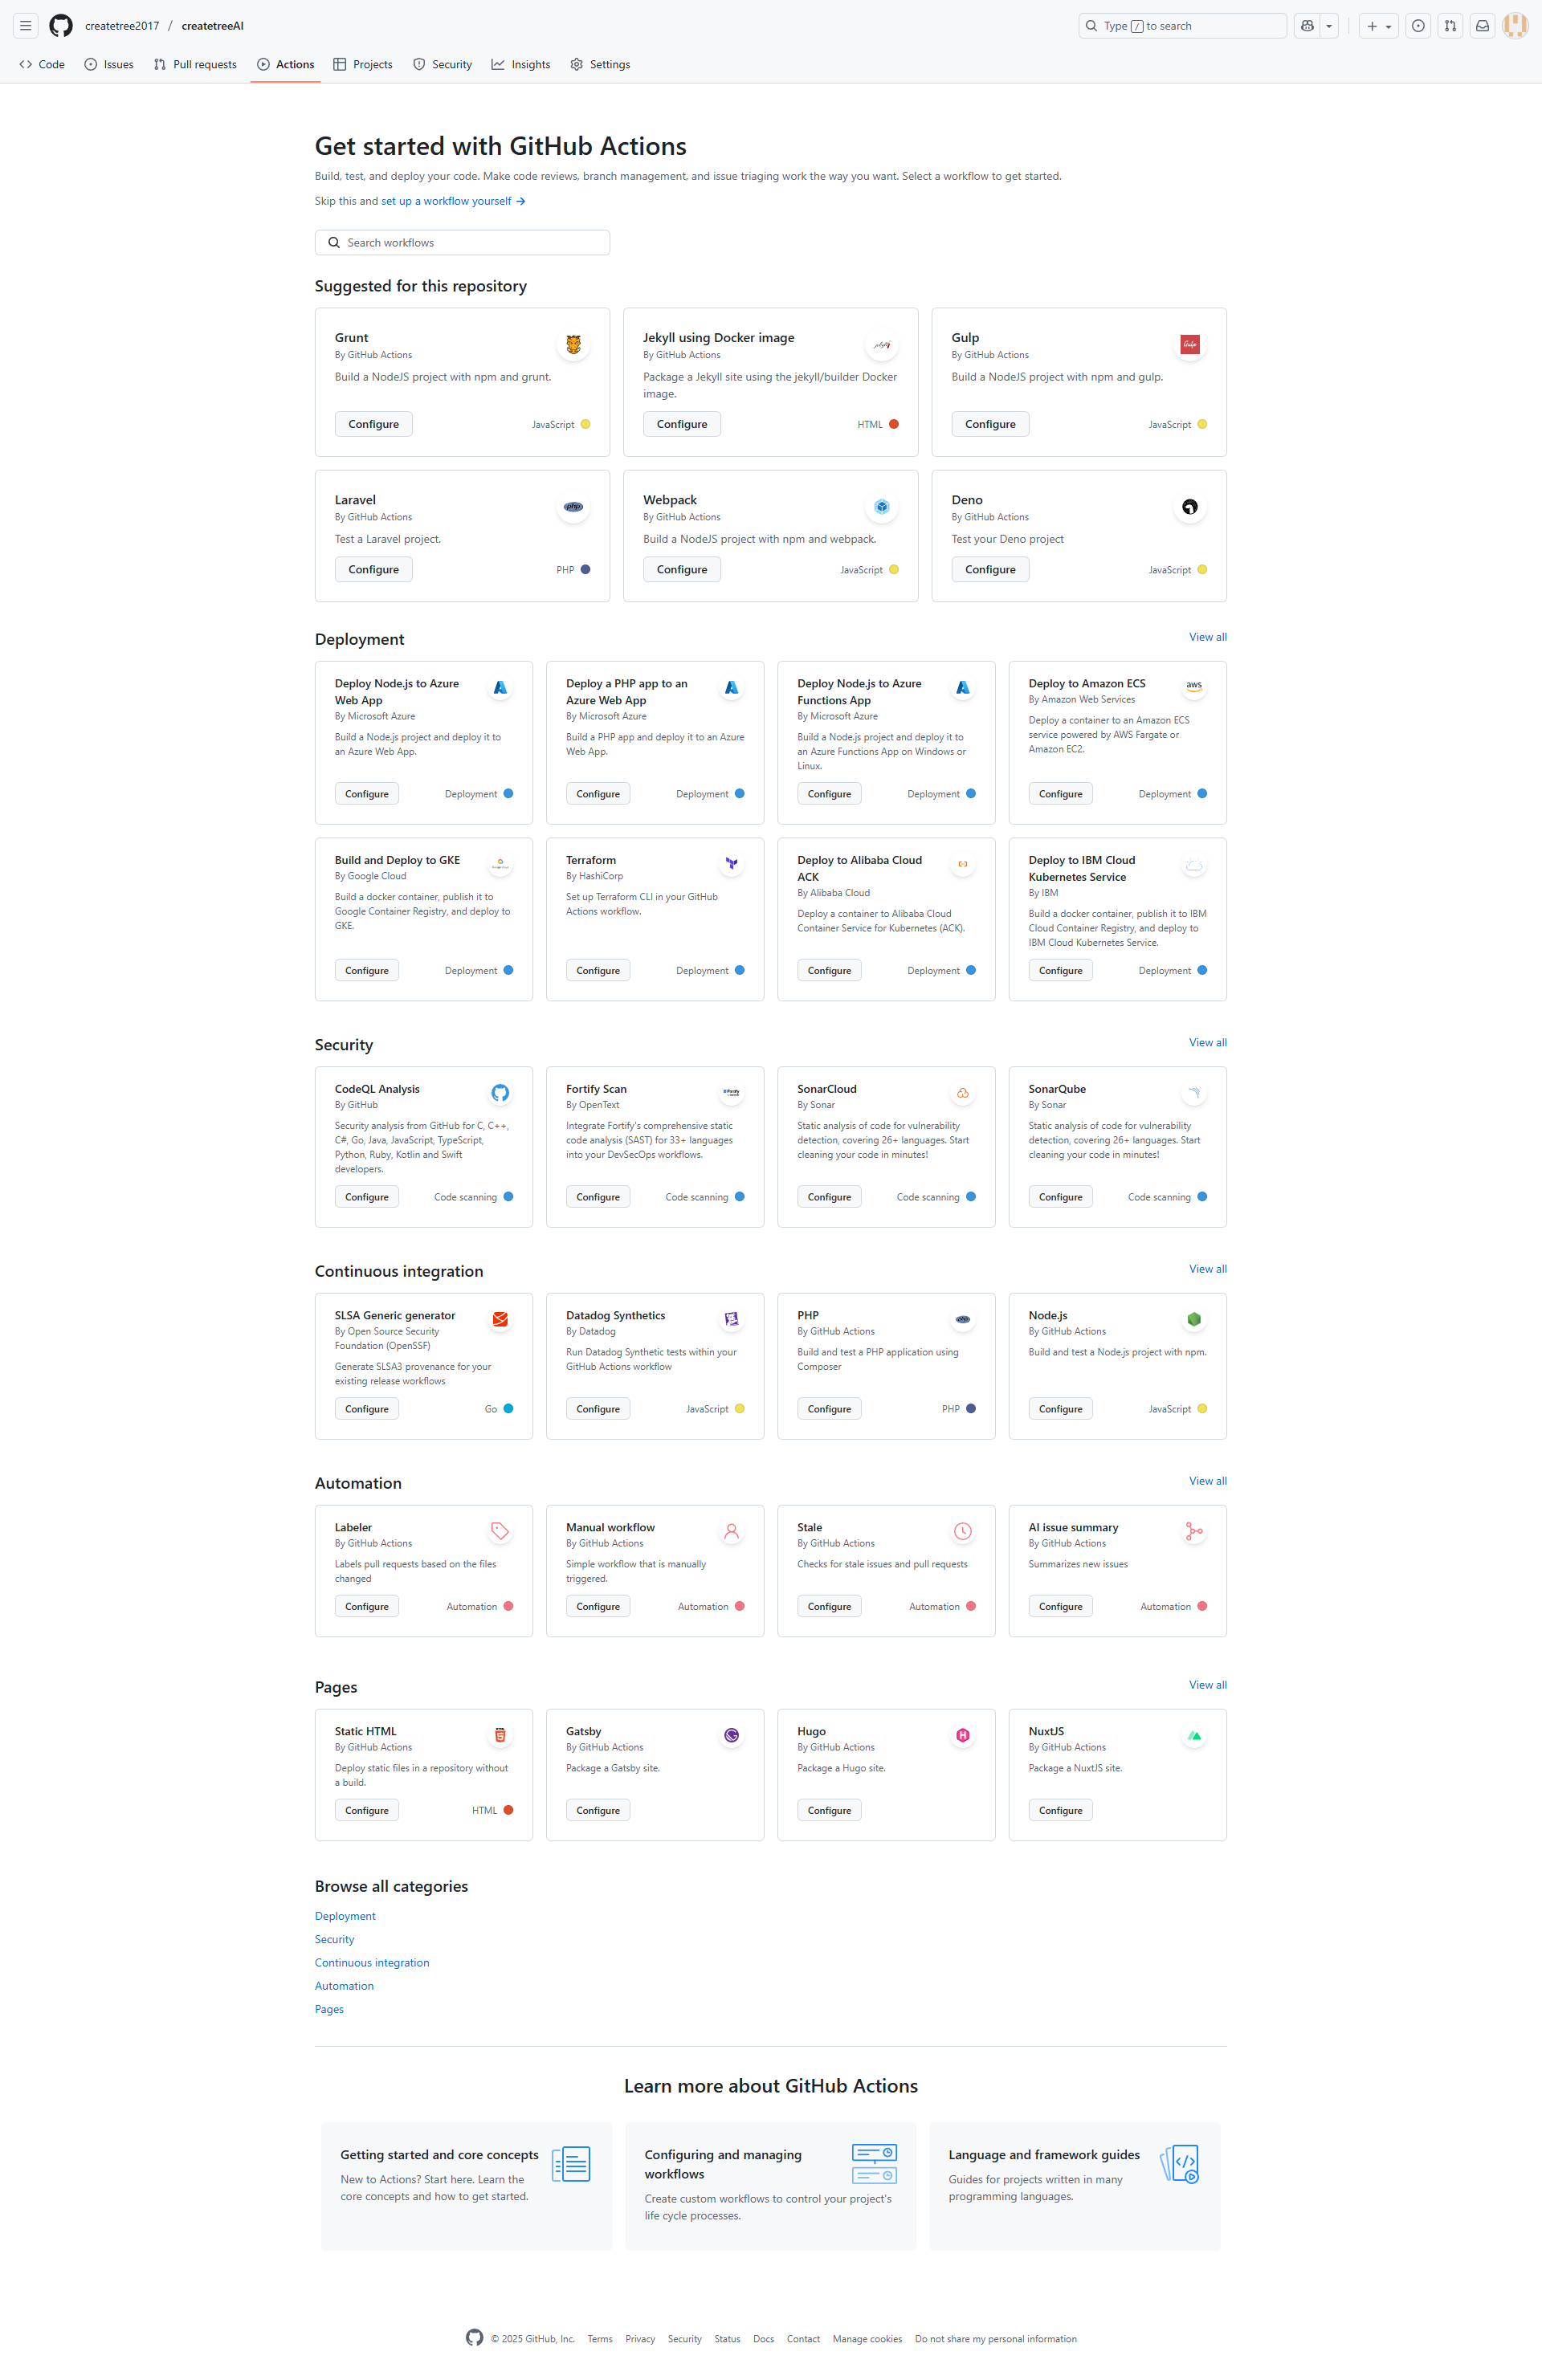 createtree2017 / createtreeAI
Type / to search
Code Issues Pull requests Actions Projects Security Insights Settings
Get started with GitHub Actions
Build, test, and deploy your code. Make code reviews, branch management, and issue triaging work the way you want. Select a workflow to get started.
Skip this and set up a workflow yourself →
Search workflows
Suggested for this repository
Grunt
By GitHub Actions
Build a NodeJS project with npm and grunt.
Configure
JavaScript
Jekyll using Docker image
By GitHub Actions
Package a Jekyll site using the jekyll/builder Docker
image.
Configure
HTML
Gulp
By GitHub Actions
Build a NodeJS project with npm and gulp.
Configure
JavaScript
Laravel
By GitHub Actions
Test a Laravel project.
Configure
PHP
php
Webpack
By GitHub Actions
Build a NodeJS project with npm and webpack.
Configure
JavaScript
Deno
By GitHub Actions
Test your Deno project
Configure
JavaScript
Deployment
View all
Deploy Node.js to Azure
Web App
By Microsoft Azure
Build a Node.js project and deploy it to
an Azure Web App.
Configure
Deployment
Deploy a PHP app to an
Azure Web App
By Microsoft Azure
Build a PHP app and deploy it to an Azure
Web App.
Configure
Deployment
Deploy Node.js to Azure
Functions App
By Microsoft Azure
Build a Node.js project and deploy it to
an Azure Functions App on Windows or
Linux.
Configure
Deployment
Deploy to Amazon ECS
By Amazon Web Services
aws
Deploy a container to an Amazon ECS
service powered by AWS Fargate or
Amazon EC2.
Configure
Deployment
Build and Deploy to GKE
By Google Cloud
Build a docker container, publish it to
Google Container Registry, and deploy to
GKE.
Configure
Deployment
Terraform
By HashiCorp
Set up Terraform CLI in your GitHub
Actions workflow.
Configure
Deployment
Deploy to Alibaba Cloud
ACK
By Alibaba Cloud
Deploy a container to Alibaba Cloud
Container Service for Kubernetes (ACK).
Configure
Deployment
Deploy to IBM Cloud
Kubernetes Service
By IBM
Build a docker container, publish it to IBM
Cloud Container Registry, and deploy to
IBM Cloud Kubernetes Service.
Configure
Deployment
Security
View all
CodeQL Analysis
By GitHub
Security analysis from GitHub for C, C++,
C#, Go, Java, JavaScript, TypeScript,
Python, Ruby, Kotlin and Swift
developers.
Configure
Code scanning
Fortify Scan
By OpenText
Integrate Fortify's comprehensive static
code analysis (SAST) for 33+ languages
into your DevSecOps workflows.
Configure
Code scanning
SonarCloud
By Sonar
Static analysis of code for vulnerability
detection, covering 26+ languages. Start
cleaning your code in minutes!
Configure
Code scanning
SonarQube
By Sonar
Static analysis of code for vulnerability
detection, covering 26+ languages. Start
cleaning your code in minutes!
Configure
Code scanning
Continuous integration
View all
SLSA Generic generator
By Open Source Security
Foundation (OpenSSF)
Generate SLSA3 provenance for your
existing release workflows
Configure
Go
Datadog Synthetics
By Datadog
Run Datadog Synthetic tests within your
GitHub Actions workflow
Configure
JavaScript
PHP
By GitHub Actions
Build and test a PHP application using
Composer
Configure
PHP
Node.js
By GitHub Actions
Build and test a Node.js project with npm.
Configure
JavaScript
Automation
View all
Labeler
By GitHub Actions
Labels pull requests based on the files
changed
Configure
Automation
Manual workflow
By GitHub Actions
Simple workflow that is manually
triggered.
Configure
Automation
Stale
By GitHub Actions
Checks for stale issues and pull requests
Configure
Automation
AI issue summary
By GitHub Actions
Summarizes new issues
Configure
Automation
Pages
View all
Static HTML
By GitHub Actions
Deploy static files in a repository without
a build.
Configure
HTML
Gatsby
By GitHub Actions
Package a Gatsby site.
Configure
Hugo
By GitHub Actions
Package a Hugo site.
Configure
NuxtJS
By GitHub Actions
Package a NuxtJS site.
Configure
Browse all categories
Deployment
Security
Continuous integration
Automation
Pages
Learn more about GitHub Actions
Getting started and core concepts
New to Actions? Start here. Learn the
core concepts and how to get started.
Configuring and managing
workflows
Create custom workflows to control your project's
life cycle processes.
Language and framework guides
Guides for projects written in many
programming languages.
© 2025 GitHub, Inc. Terms Privacy Security Status Docs Contact Manage cookies Do not share my personal information